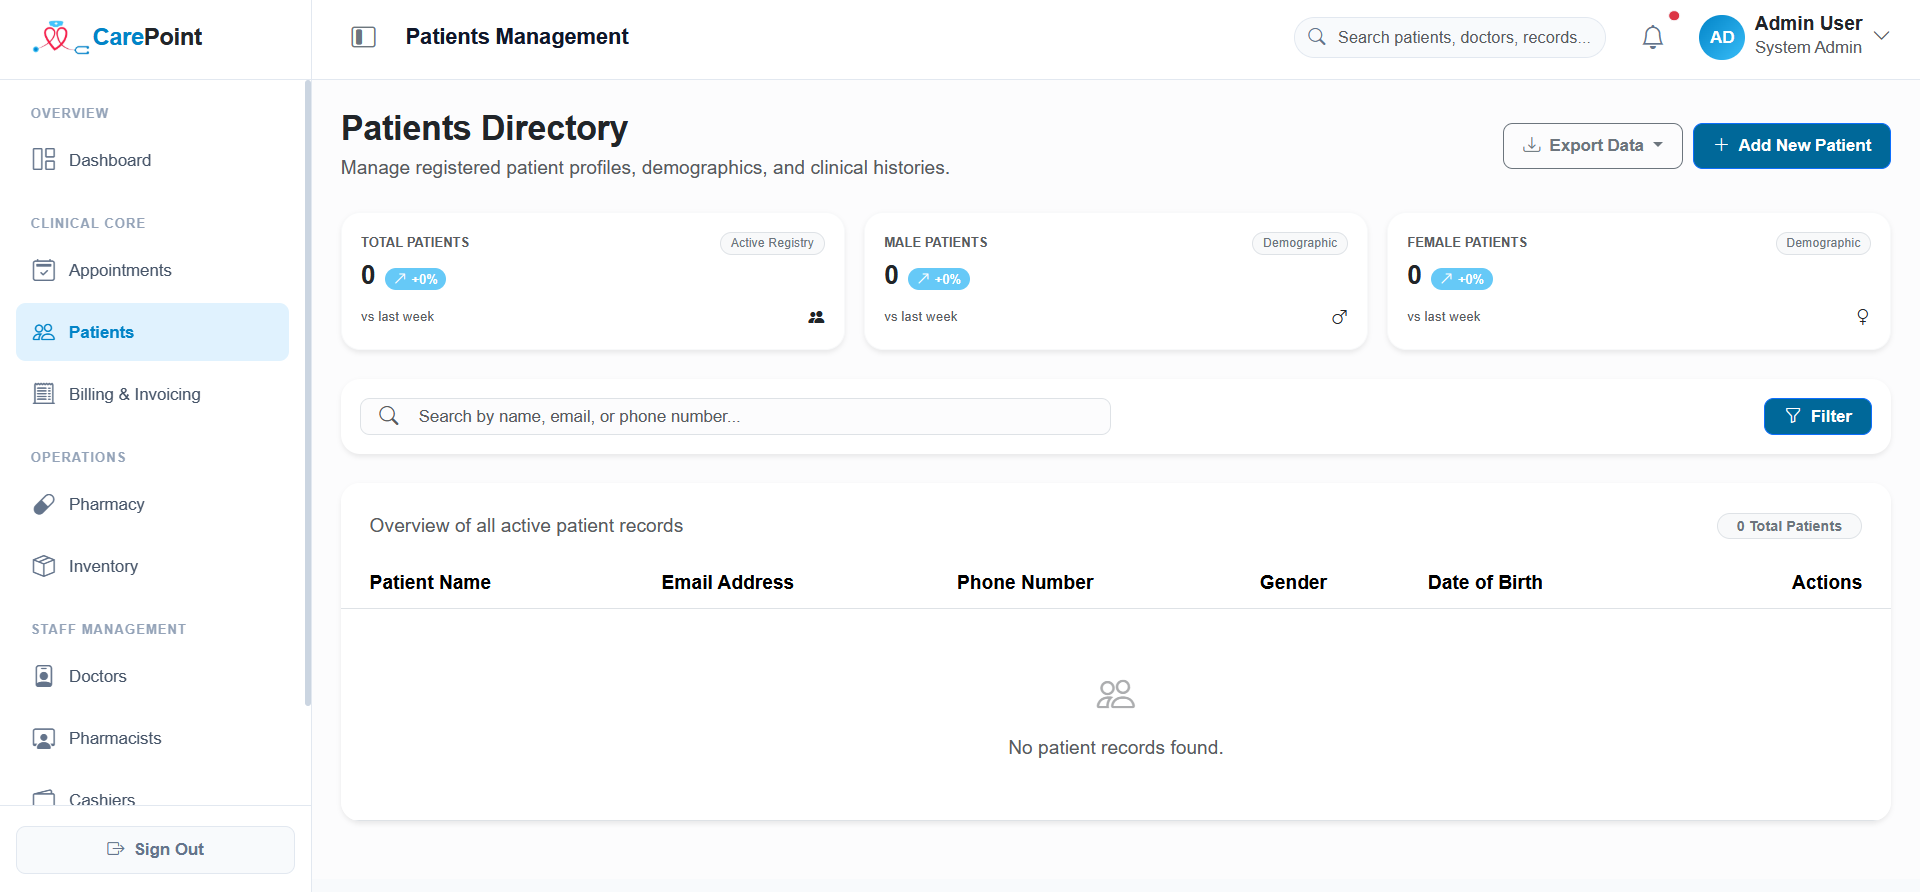 CarePoint
Patients Management
Search patients, doctors, records...
AD
Admin User
System Admin
OVERVIEW
Dashboard
CLINICAL CORE
Appointments
Patients
Billing & Invoicing
OPERATIONS
Pharmacy
Inventory
STAFF MANAGEMENT
Doctors
Pharmacists
Cashiers
Sign Out
Patients Directory
Manage registered patient profiles, demographics, and clinical histories.
Export Data
Add New Patient
TOTAL PATIENTS
Active Registry
0
+0%
vs last week
MALE PATIENTS
Demographic
0
+0%
vs last week
FEMALE PATIENTS
Demographic
0
+0%
vs last week
Search by name, email, or phone number...
Filter
Overview of all active patient records
0 Total Patients
Patient Name Email Address Phone Number Gender Date of Birth Actions
No patient records found.